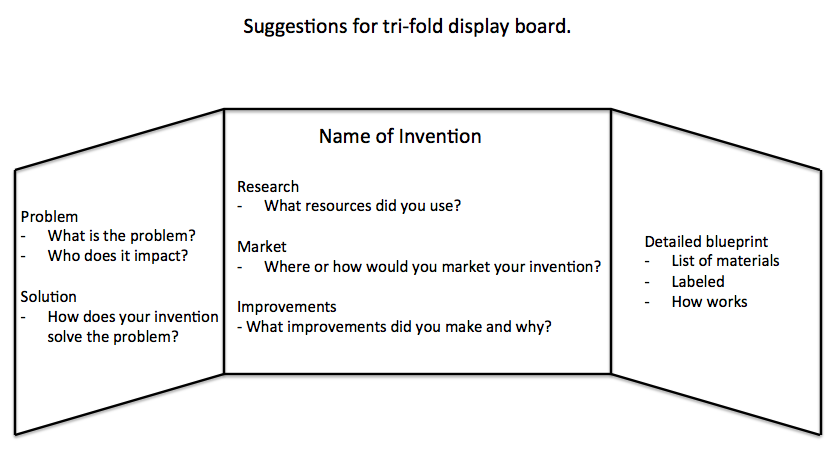 Suggestions for tri-fold display board.
Problem
- What is the problem?
- Who does it impact?
Solution
- How does your invention
solve the problem?
Name of Invention
Research
- What resources did you use?
Market
- Where or how would you market your invention?
Improvements
- What improvements did you make and why?
Detailed blueprint
- List of materials
- Labeled
- How works